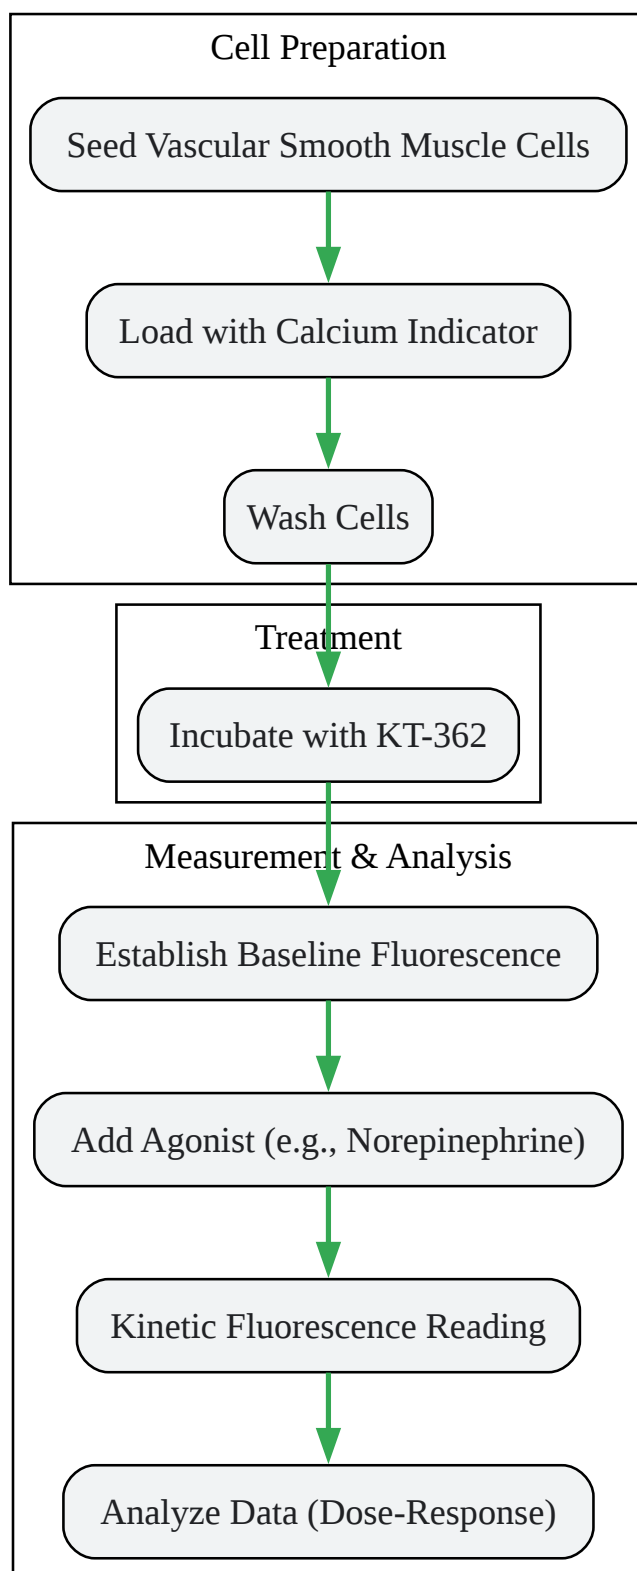 Cell Preparation
Seed Vascular Smooth Muscle Cells
Load with Calcium Indicator
Wash Cells
Treatment
Incubate with KT-362
Measurement & Analysis
Establish Baseline Fluorescence
Add Agonist (e.g., Norepinephrine)
Kinetic Fluorescence Reading
Analyze Data (Dose-Response)